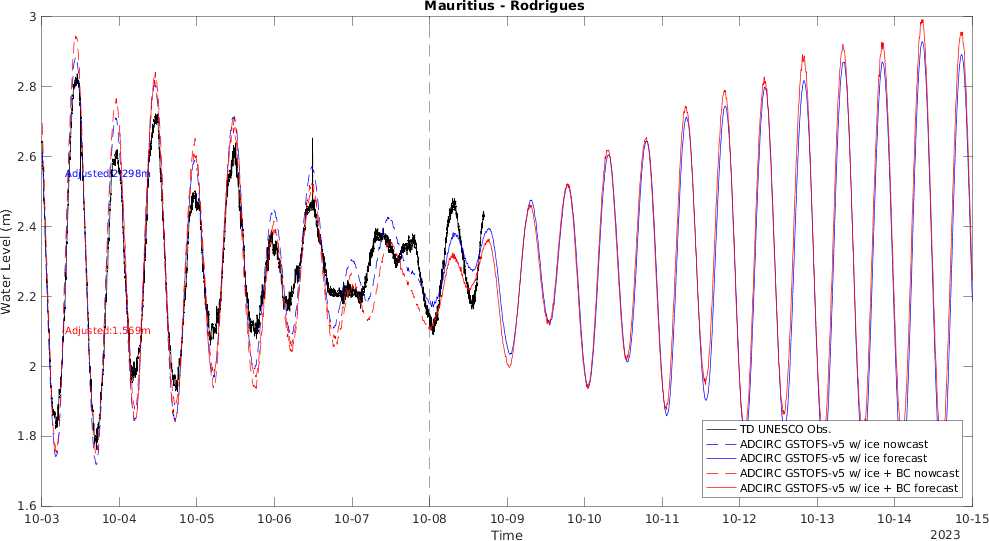 Mauritius - Rodrigues
Water Level (m)
3
2.8
2.6
2.4
2.2
2
1.8
1.6
Adjusted:2.298m
Adjusted:1.569m
TD UNESCO Obs.
ADCIRC GSTOFS-v5 w/ ice nowcast
ADCIRC GSTOFS-v5 w/ ice forecast
ADCIRC GSTOFS-v5 w/ ice + BC nowcast
ADCIRC GSTOFS-v5 w/ ice + BC forecast
10-03 10-04 10-05 10-06 10-07 10-08 10-09 10-10 10-11 10-12 10-13 10-14 10-15
Time
2023